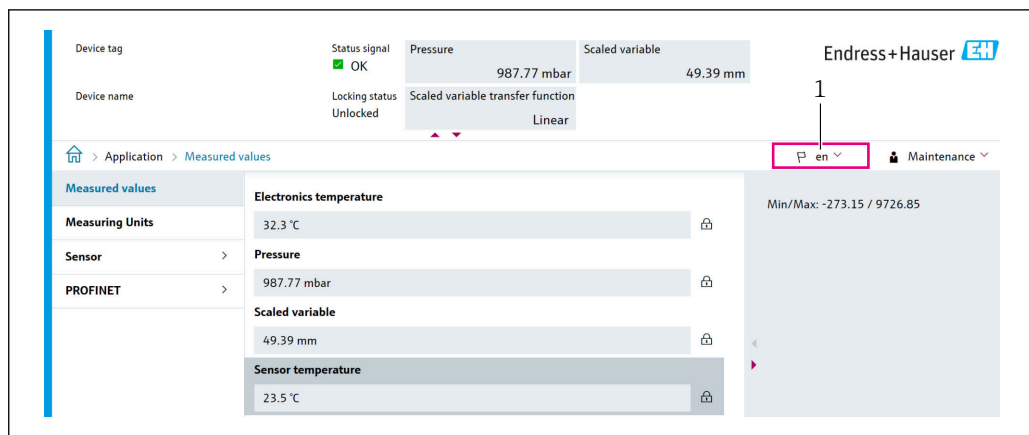 Device tag
Status signal
OK
Pressure
987.77 mbar
Scaled variable
49.39 mm
Endress+Hauser EH
Device name
Locking status
Unlocked
Scaled variable transfer function
Linear
1
> Application > Measured values
en
Maintenance
Measured values
Measuring Units
Sensor >
PROFINET >
Electronics temperature
32.3 °C
Pressure
987.77 mbar
Scaled variable
49.39 mm
Sensor temperature
23.5 °C
Min/Max: -273.15 / 9726.85